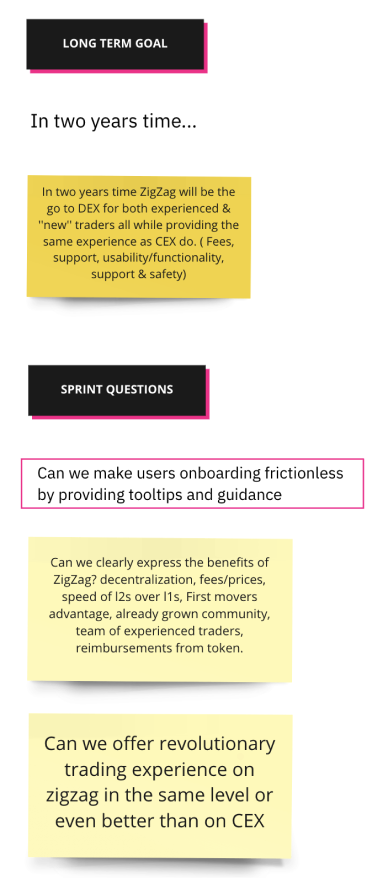 LONG TERM GOAL
In two years time...
In two years time ZigZag will be the
go to DEX for both experienced &
"new" traders all while providing the
same experience as CEX do. ( Fees,
support, usability/functionality,
support & safety)
SPRINT QUESTIONS
Can we make users onboarding frictionless
by providing tooltips and guidance
Can we clearly express the benefits of
ZigZag? decentralization, fees/prices,
speed of l2s over l1s, First movers
advantage, already grown community,
team of experienced traders,
reimbursements from token.
Can we offer revolutionary
trading experience on
zigzag in the same level or
even better than on CEX